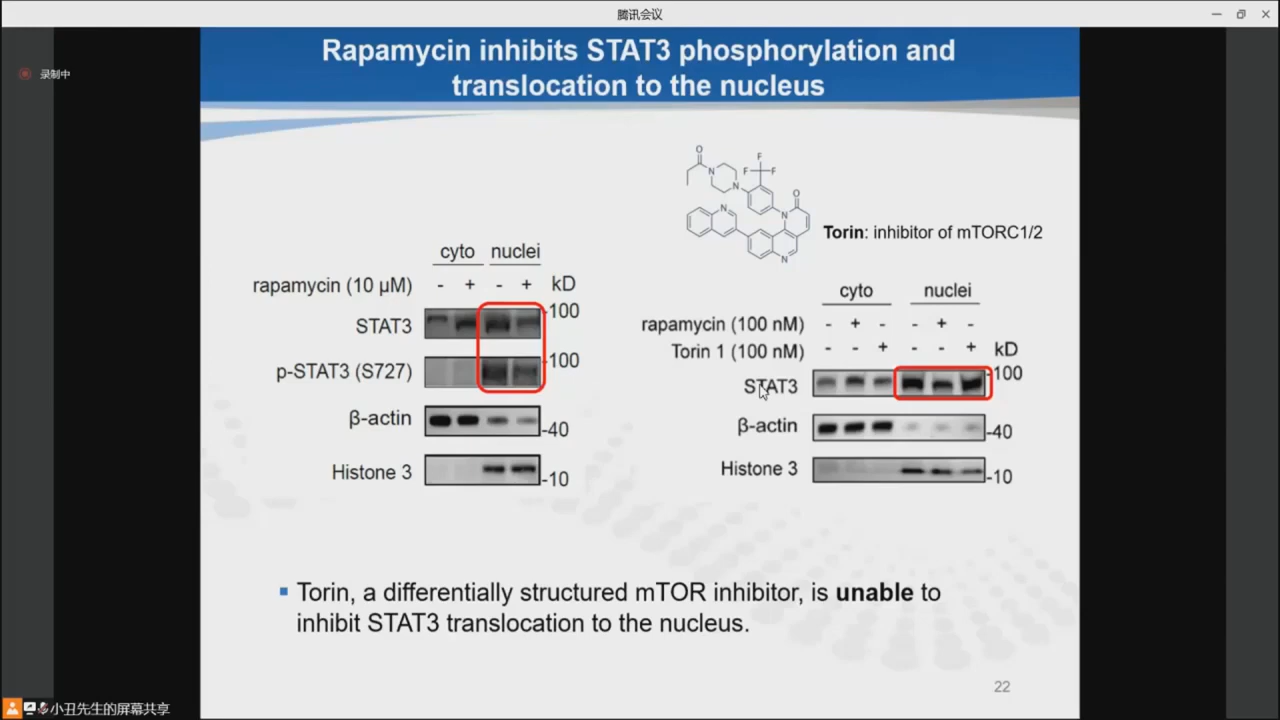 腾讯会议
录制中
Rapamycin inhibits STAT3 phosphorylation and
translocation to the nucleus
O
N
N
F
F
F
O
N
N
N
Torin: inhibitor of mTORC1/2
cyto nuclei
rapamycin (10 µM) - + - + kD
STAT3 -100
p-STAT3 (S727) -100
β-actin -40
Histone 3 -10
cyto nuclei
rapamycin (100 nM) - + - - + -
Torin 1 (100 nM) - - + - - + kD
STAT3 -100
β-actin -40
Histone 3 -10
▪ Torin, a differentially structured mTOR inhibitor, is unable to
inhibit STAT3 translocation to the nucleus.
22
小丑先生的屏幕共享